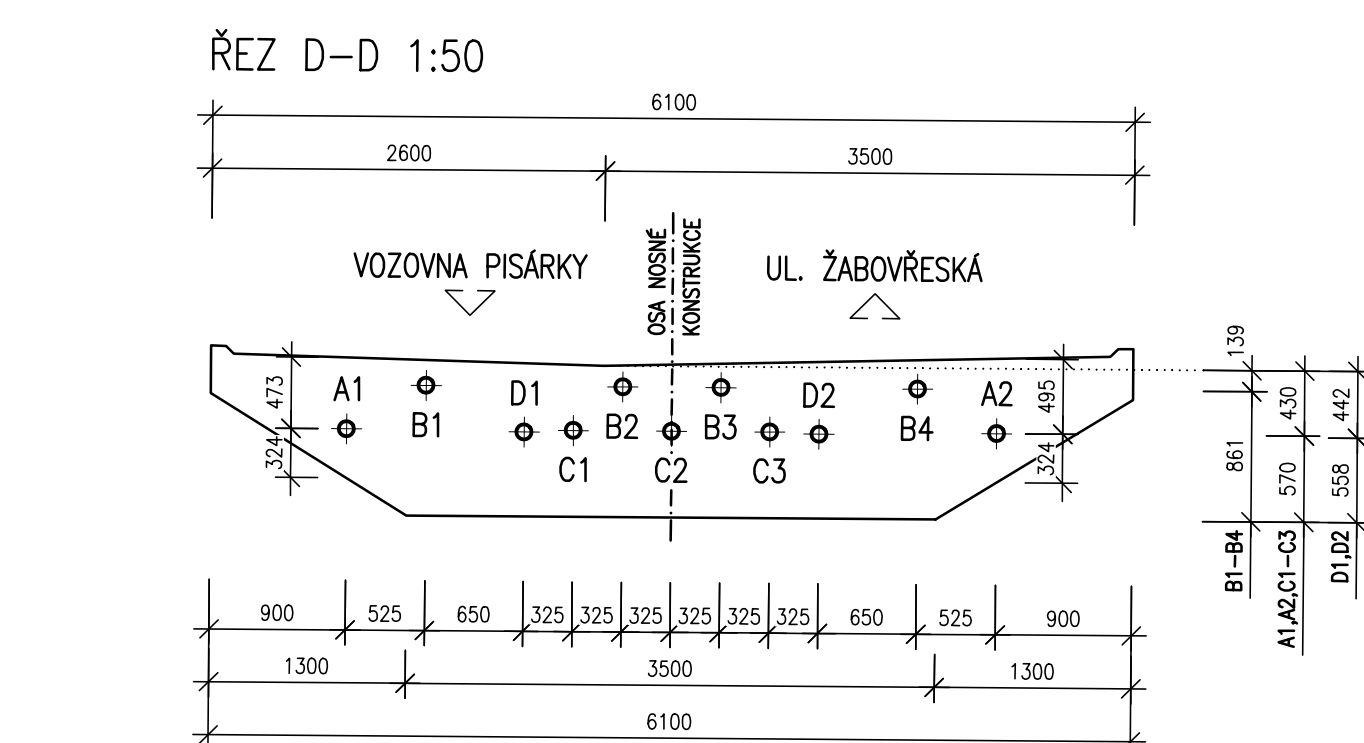 ŘEZ D-D 1:50
6100
2600 3500
OSA NOSNÉ
KONSTRUKCE
VOZOVNA PISÁRKY
UL. ŽABOVŘESKÁ
473
324
A1
B1
D1
C1
B2
C2
B3
C3
D2
B4
A2
495
324
139
861
B1-B4
430
570
A1,A2,C1-C3
442
558
D1,D2
900 525 650 325 325 325 325 325 325 650 525 900
1300 3500 1300
6100